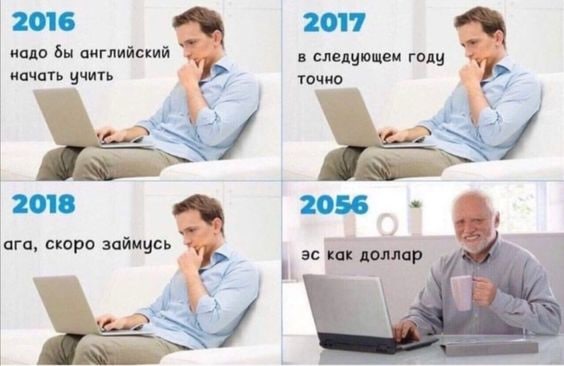 2016
надо бы английский
начать учить
2017
в следующем году
точно
2018
ага, скоро займусь
2056
эс как доллар